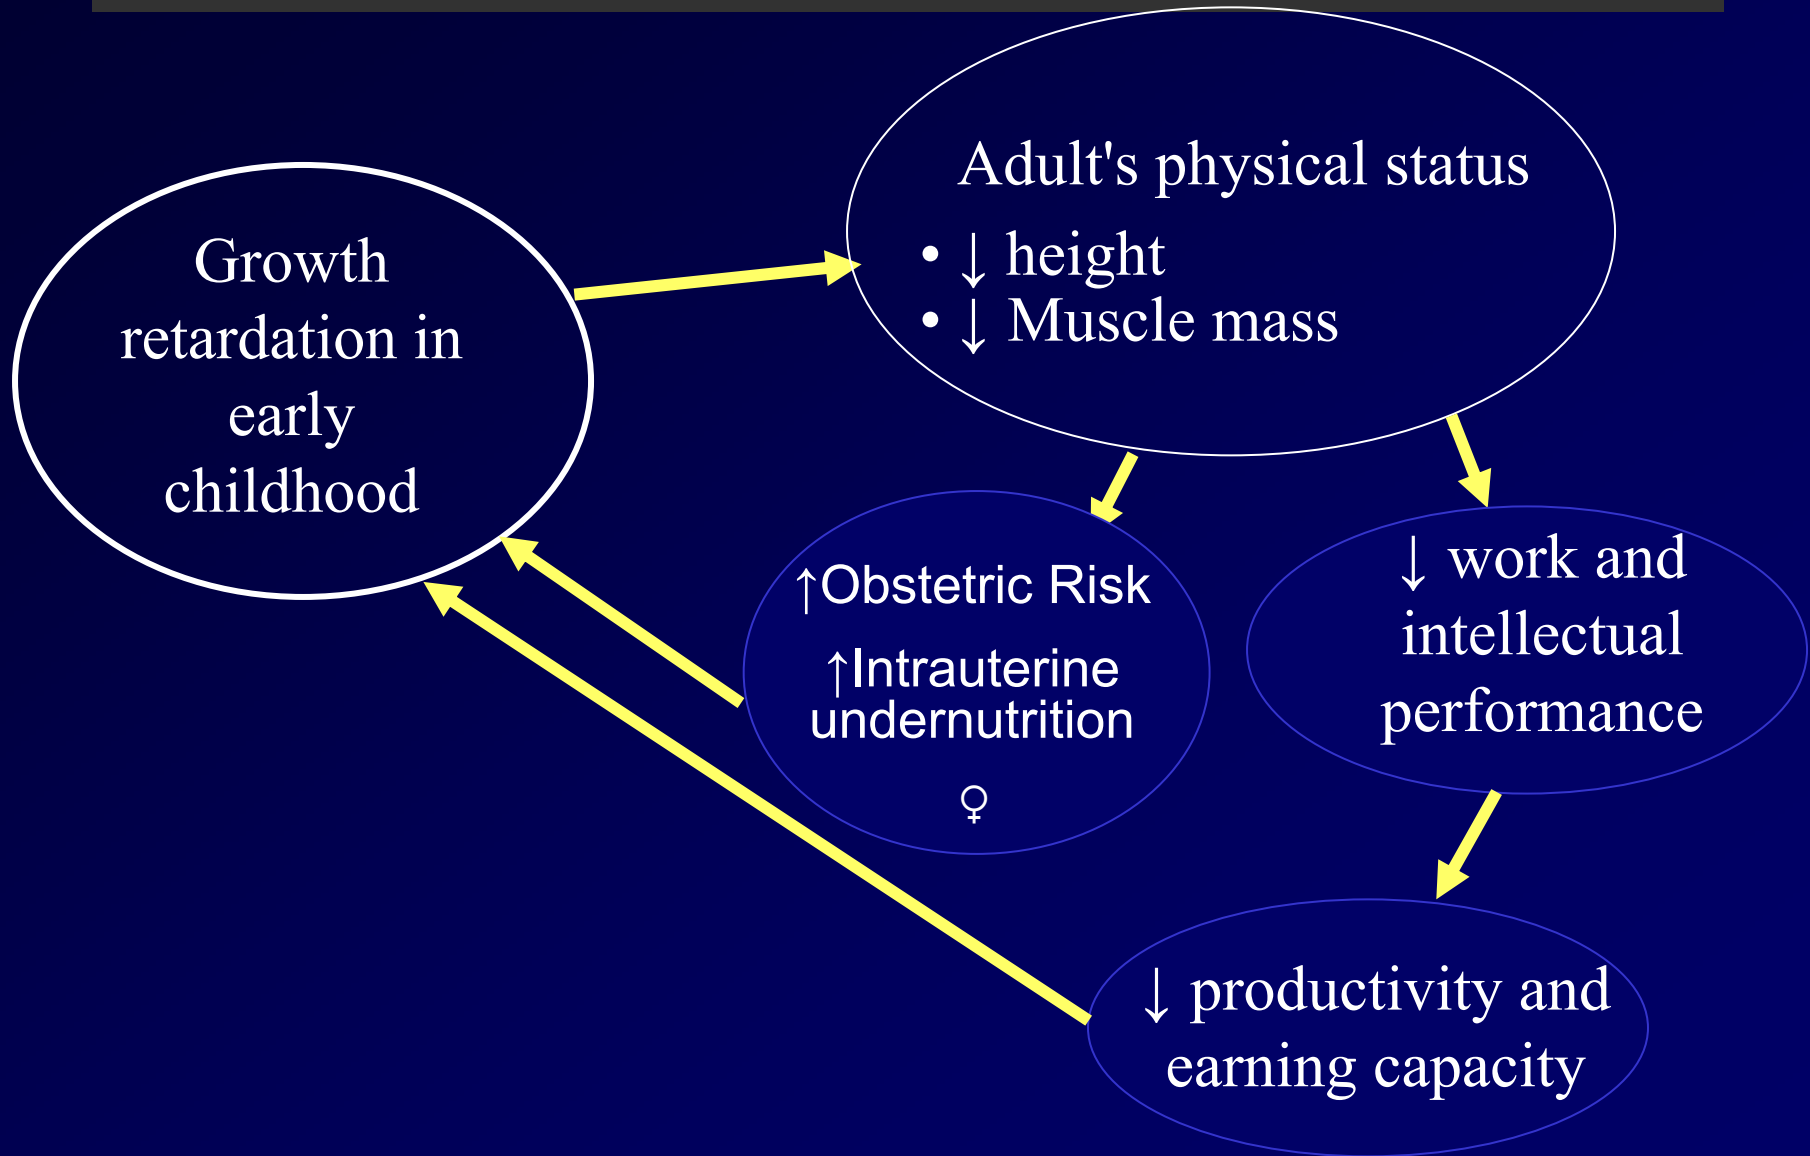 Growth
retardation in
early
childhood
Adult's physical status
• ↓ height
• ↓ Muscle mass
↑Obstetric Risk
↑Intrauterine
undernutrition
♀
↓ work and
intellectual
performance
↓ productivity and
earning capacity